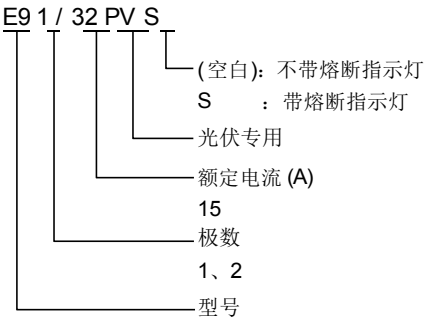 E9 1 / 32 PV S
(空白)：不带熔断指示灯
S ：带熔断指示灯
光伏专用
额定电流 (A)
15
极数
1、2
型号